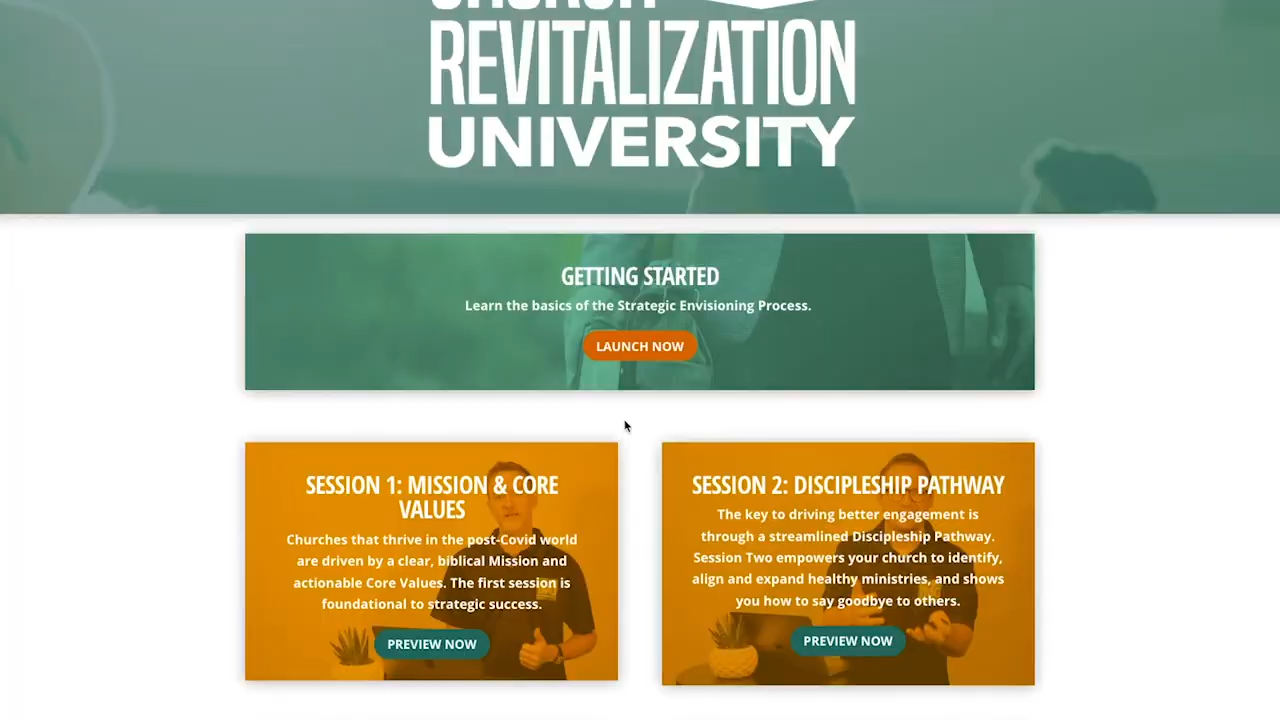 REVITALIZATION
UNIVERSITY
GETTING STARTED
Learn the basics of the Strategic Envisioning Process.
LAUNCH NOW
SESSION 1: MISSION & CORE
VALUES
Churches that thrive in the post-Covid world
are driven by a clear, biblical Mission and
actionable Core Values. The first session is
foundational to strategic success.
PREVIEW NOW
SESSION 2: DISCIPLESHIP PATHWAY
The key to driving better engagement is
through a streamlined Discipleship Pathway.
Session Two empowers your church to identify,
align and expand healthy ministries, and shows
you how to say goodbye to others.
PREVIEW NOW